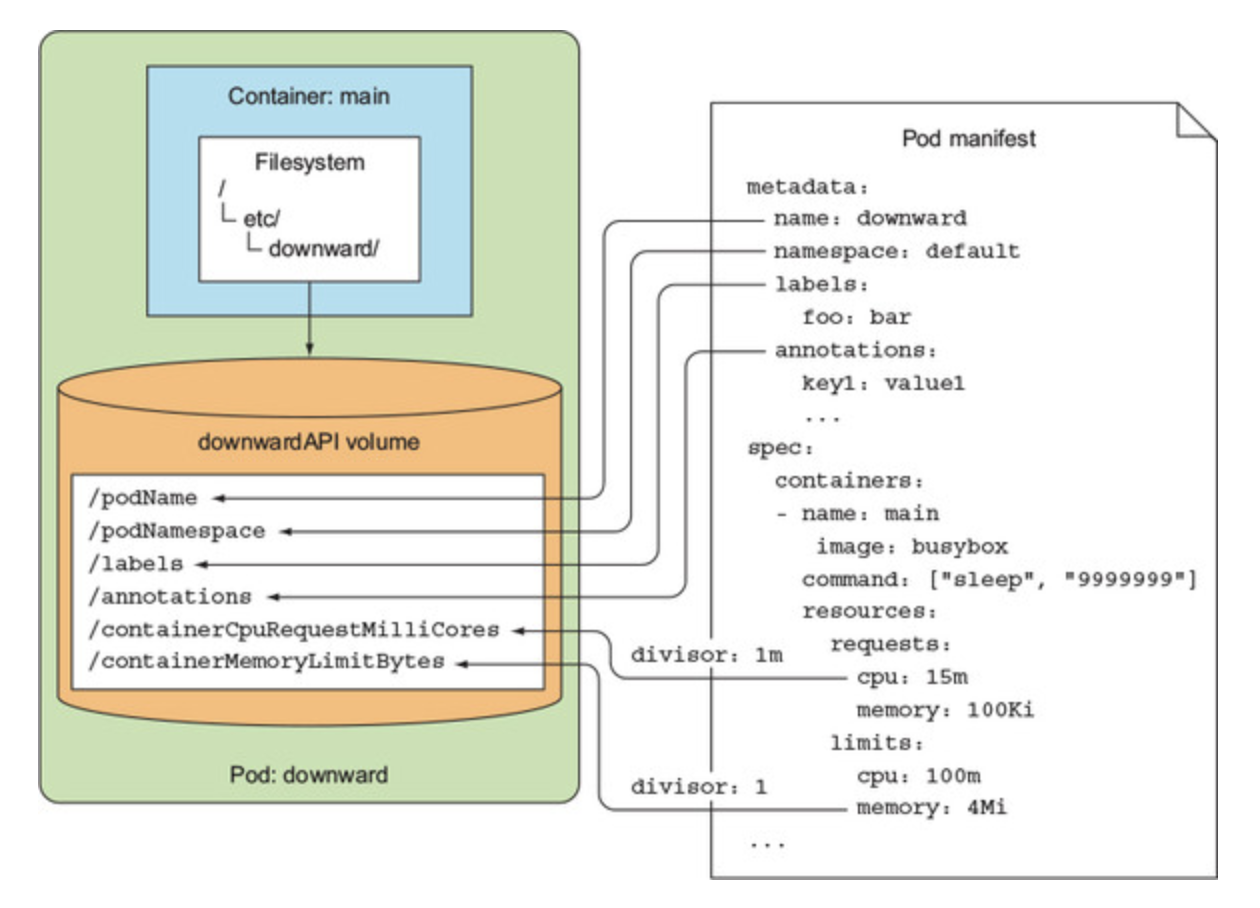 Container: main
Filesystem
/
etc/
downward/
downwardAPI volume
/podName
/podNamespace
/labels
/annotations
/containerCpuRequestMilliCores
/containerMemoryLimitBytes
Pod: downward
divisor: 1m
divisor: 1
Pod manifest
metadata:
name: downward
namespace: default
labels:
foo: bar
annotations:
key1: value1
...
spec:
containers:
- name: main
image: busybox
command: ["sleep", "9999999"]
resources:
requests:
cpu: 15m
memory: 100Ki
limits:
cpu: 100m
memory: 4Mi
...